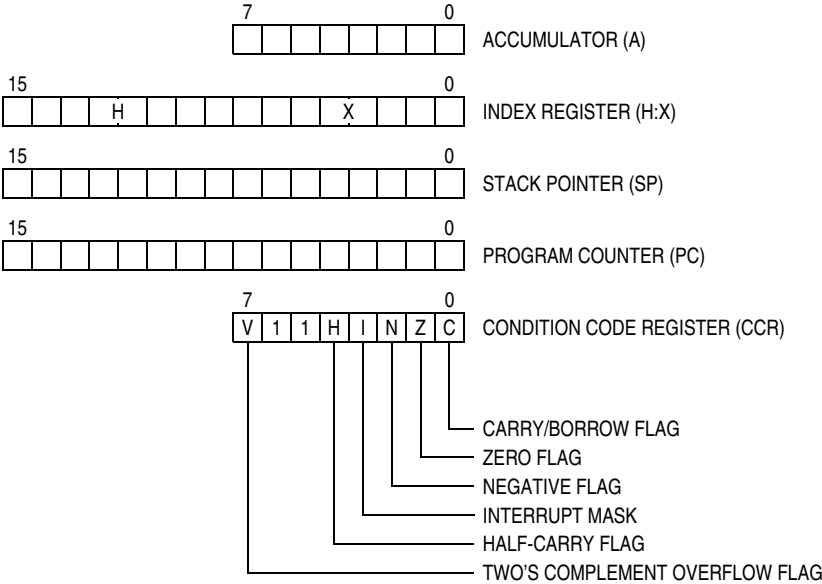 7 0
ACCUMULATOR (A)
15 0
H X INDEX REGISTER (H:X)
15 0
STACK POINTER (SP)
15 0
PROGRAM COUNTER (PC)
7 0
V 1 1 H I N Z C CONDITION CODE REGISTER (CCR)
CARRY/BORROW FLAG
ZERO FLAG
NEGATIVE FLAG
INTERRUPT MASK
HALF-CARRY FLAG
TWO'S COMPLEMENT OVERFLOW FLAG